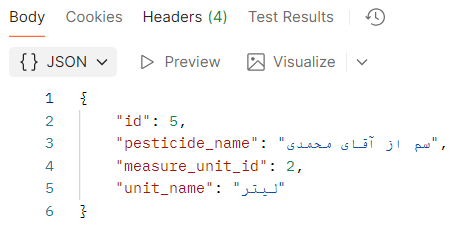 Body Cookies Headers (4) Test Results
{} JSON Preview Visualize
1 {
2 "id": 5,
3 "pesticide_name": "سم از آقای محمدی",
4 "measure_unit_id": 2,
5 "unit_name": "لیتر"
6 }